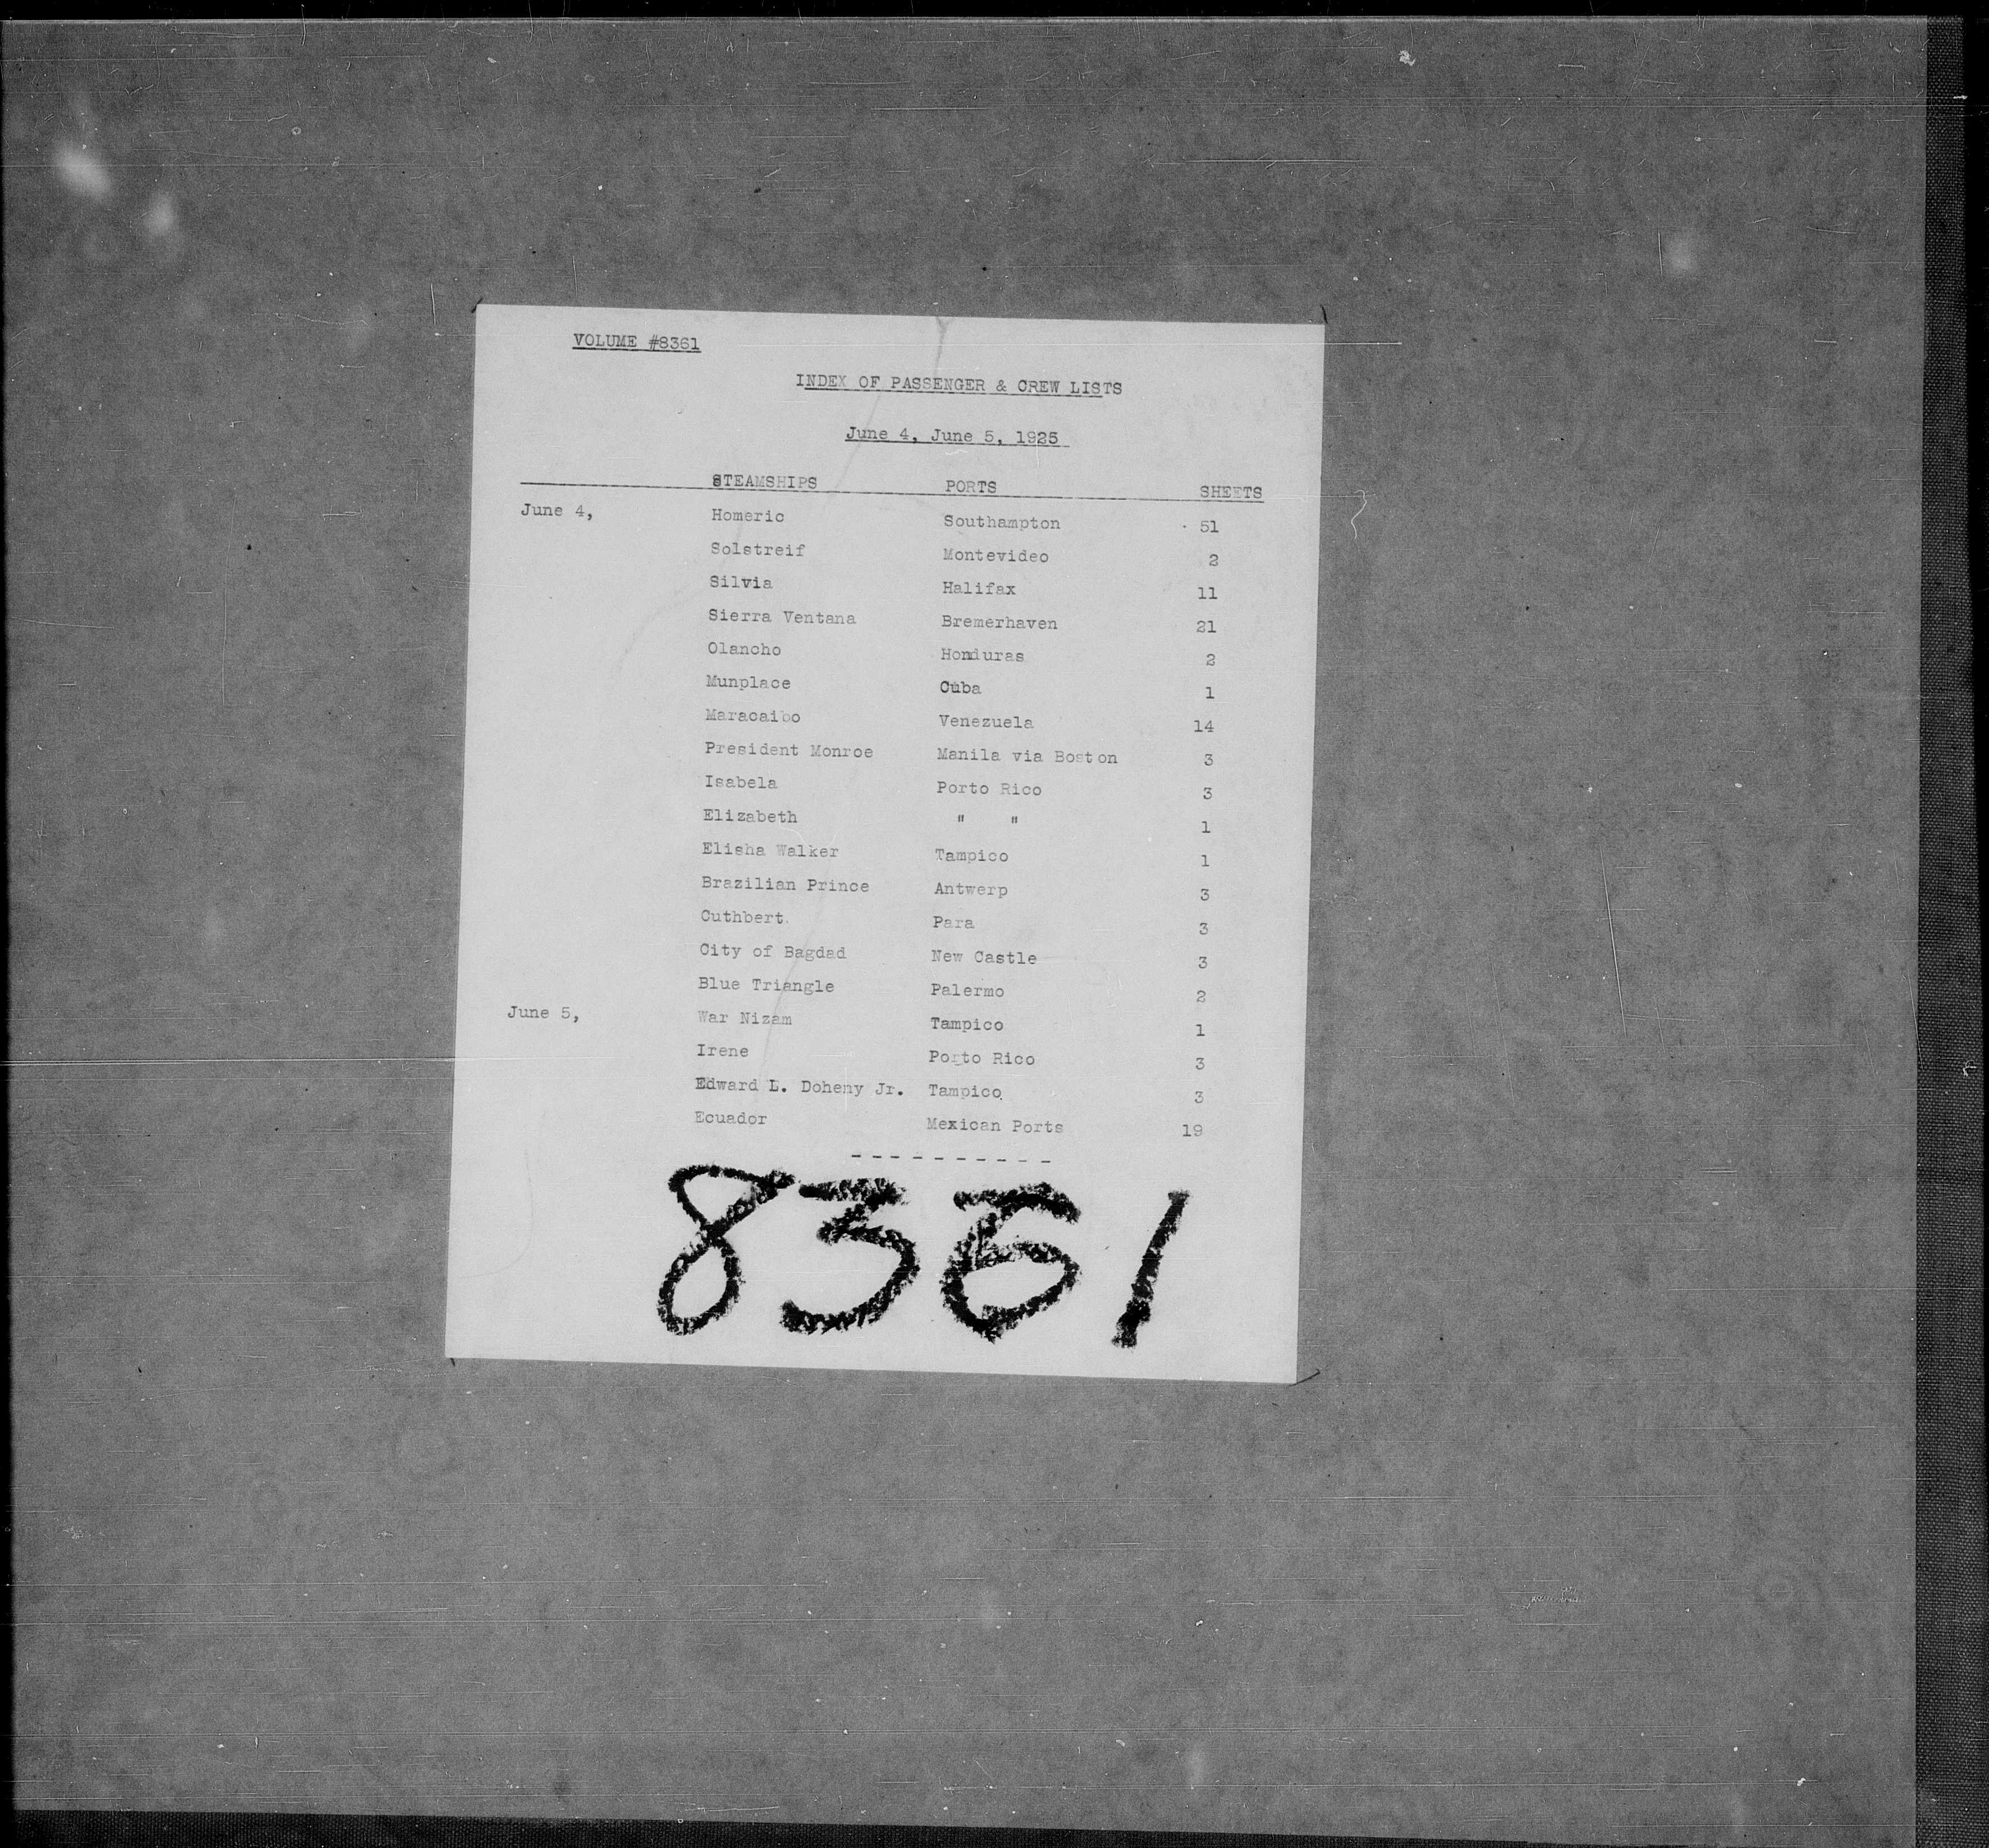 VOLUME #8361
INDEX OF PASSENGER & CREW LISTS
June 4, June 5, 1925
STEAMSHIPS PORTS SHEETS
June 4, Homeric Southampton 51
Solstreif Montevideo 2
Silvia Halifax 11
Sierra Ventana Bremerhaven 21
Olancho Honduras 2
Munplace Cuba 1
Maracaibo Venezuela 14
President Monroe Manila via Boston 3
Isabela Porto Rico 3
Elizabeth " " 1
Elisha Walker Tampico 1
Brazilian Prince Antwerp 3
Cuthbert Para 3
City of Bagdad New Castle 3
Blue Triangle Palermo 2
June 5, War Nizam Tampico 1
Irene Porto Rico 3
Edward L. Doheny Jr. Tampico 3
Ecuador Mexican Ports 19
----------
8361